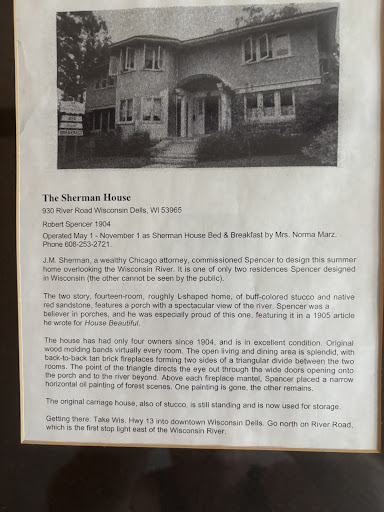 BREAKFAST
The Sherman House
930 River Road Wisconsin Dells, WI 53965
Robert Spencer 1904
Operated May 1 - November 1 as Sherman House Bed & Breakfast by Mrs. Norma Marz.
Phone 608-253-2721.
J.M. Sherman, a wealthy Chicago attorney, commissioned Spencer to design this summer
home overlooking the Wisconsin River. It is one of only two residences Spencer designed
in Wisconsin (the other cannot be seen by the public).
The two story, fourteen-room, roughly L-shaped home, of buff-colored stucco and native
red sandstone, features a porch with a spectacular view of the river. Spencer was a
believer in porches, and he was especially proud of this one, featuring it in a 1905 article
he wrote for House Beautiful.
The house has had only four owners since 1904, and is in excellent condition. Original
wood molding bands virtually every room. The open living and dining area is splendid, with
back-to-back tan brick fireplaces forming two sides of a triangular divide between the two
rooms. The point of the triangle directs the eye out through the wide doors opening onto
the porch and to the river beyond. Above each fireplace mantel, Spencer placed a narrow
horizontal oil painting of forest scenes. One painting is gone, the other remains.
The original carriage house, also of stucco, is still standing and is now used for storage.
Getting there: Take Wis. Hwy 13 into downtown Wisconsin Dells. Go north on River Road,
which is the first stop light east of the Wisconsin River.